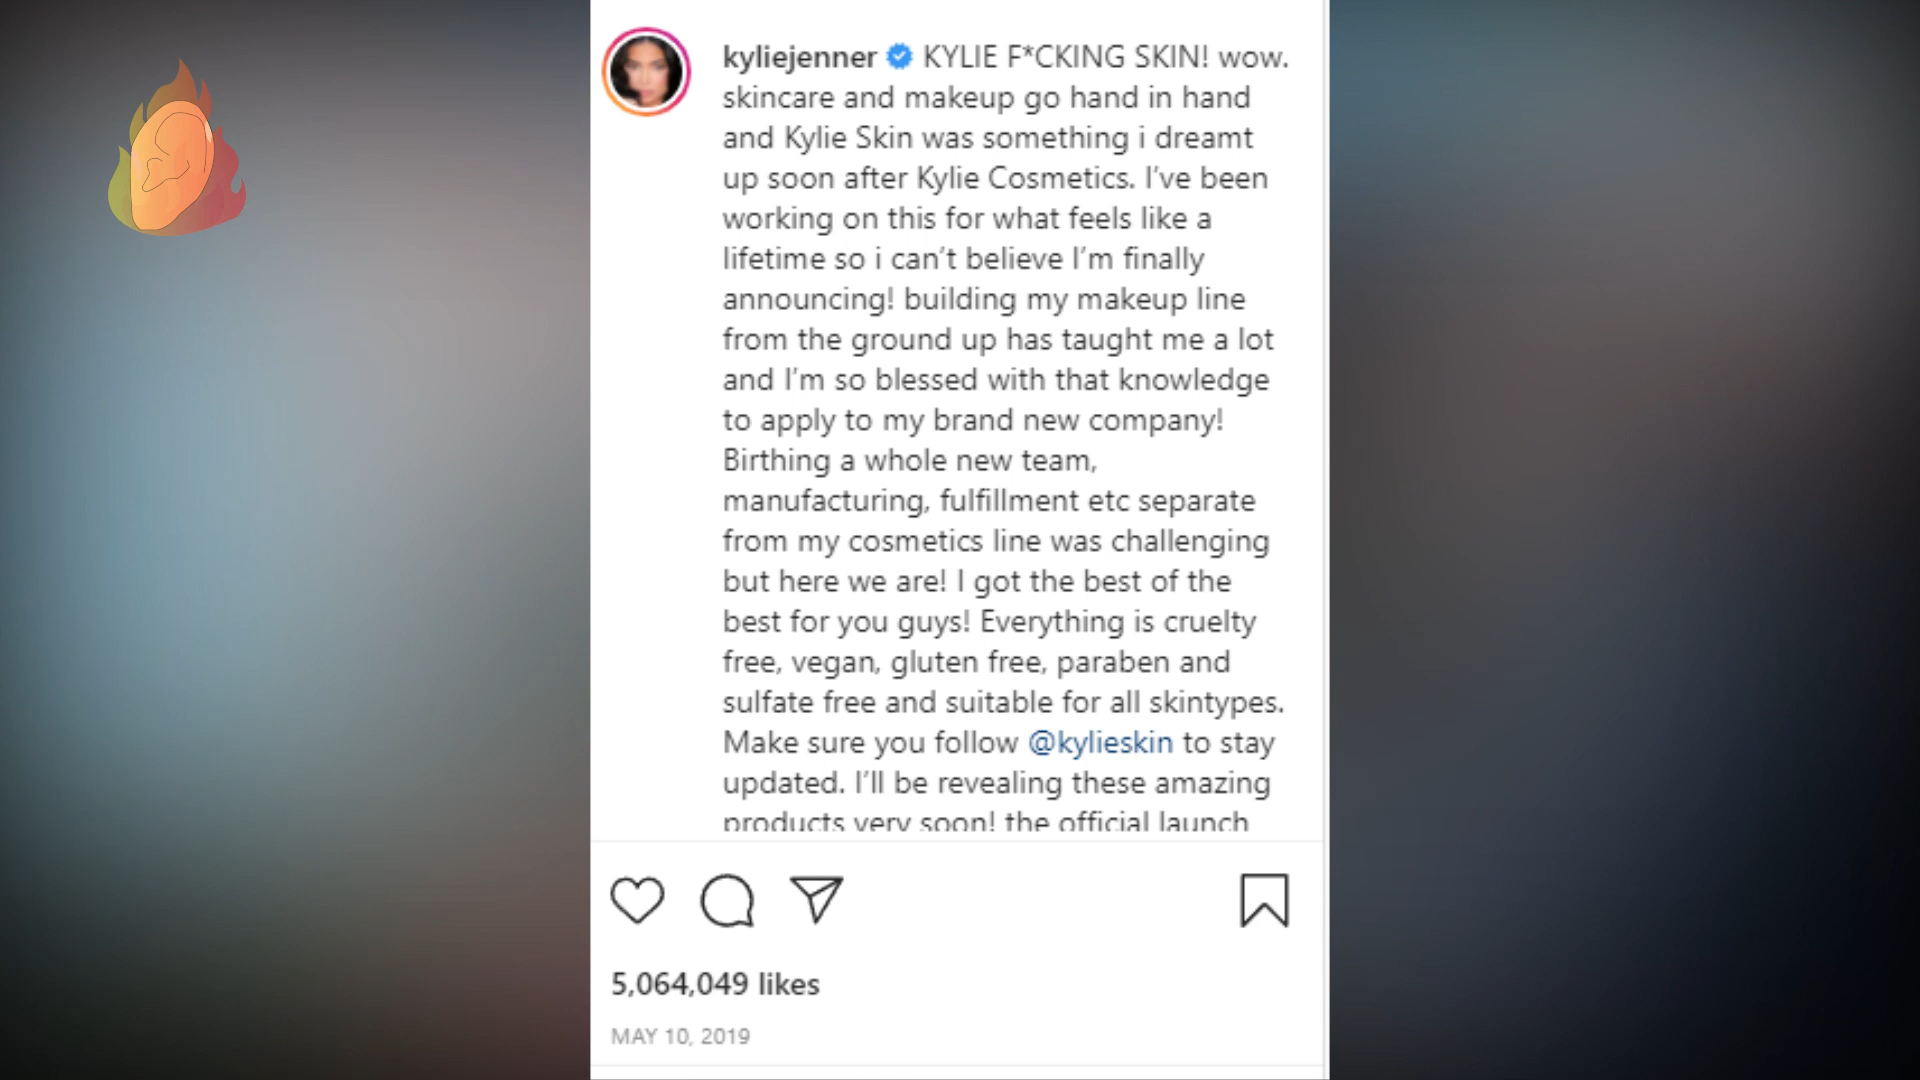 kyliejenner KYLIE F*CKING SKIN! wow.
skincare and makeup go hand in hand
and Kylie Skin was something i dreamt
up soon after Kylie Cosmetics. I’ve been
working on this for what feels like a
lifetime so i can’t believe I’m finally
announcing! building my makeup line
from the ground up has taught me a lot
and I’m so blessed with that knowledge
to apply to my brand new company!
Birthing a whole new team,
manufacturing, fulfillment etc separate
from my cosmetics line was challenging
but here we are! I got the best of the
best for you guys! Everything is cruelty
free, vegan, gluten free, paraben and
sulfate free and suitable for all skintypes.
Make sure you follow @kylieskin to stay
updated. I’ll be revealing these amazing
products very soon! the official launch
5,064,049 likes
MAY 10, 2019